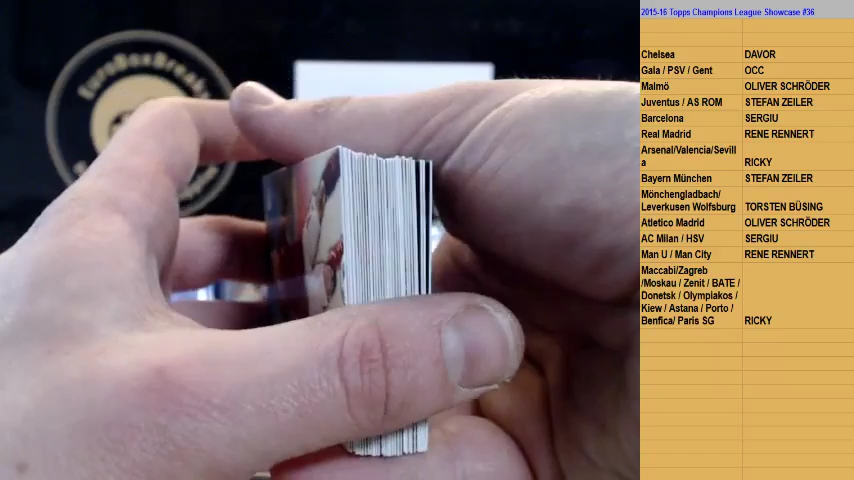 EuroBoxBreaks
2015-16 Topps Champions League Showcase #36
Chelsea DAVOR
Gala / PSV / Gent OCC
Malmö OLIVER SCHRÖDER
Juventus / AS ROM STEFAN ZEILER
Barcelona SERGIU
Real Madrid RENE RENNERT
Arsenal/Valencia/Sevill
a RICKY
Bayern München STEFAN ZEILER
Mönchengladbach/
Leverkusen Wolfsburg TORSTEN BÜSING
Atletico Madrid OLIVER SCHRÖDER
AC Milan / HSV SERGIU
Man U / Man City RENE RENNERT
Maccabi/Zagreb
/Moskau / Zenit / BATE /
Donetsk / Olympiakos /
Kiew / Astana / Porto /
Benfica/ Paris SG RICKY